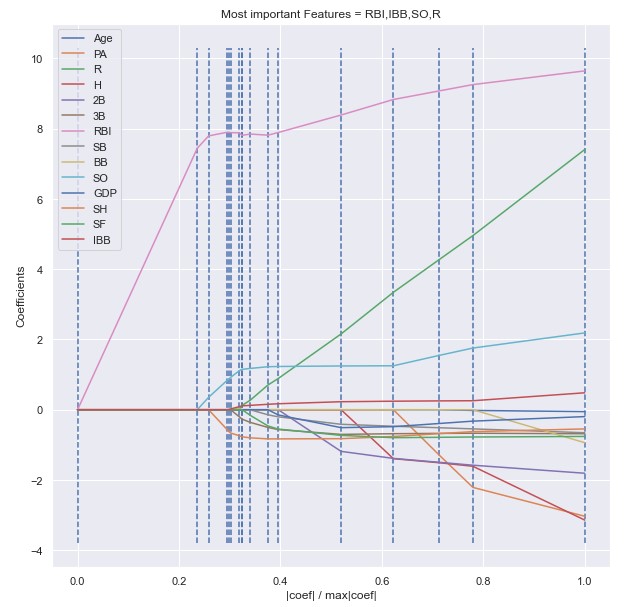 Most important Features = RBI,IBB,SO,R
Age
PA
R
H
2B
3B
RBI
SB
BB
SO
GDP
SH
SF
IBB
10
8
6
4
2
0
−2
−4
Coefficients
0.0 0.2 0.4 0.6 0.8 1.0
|coef| / max|coef|